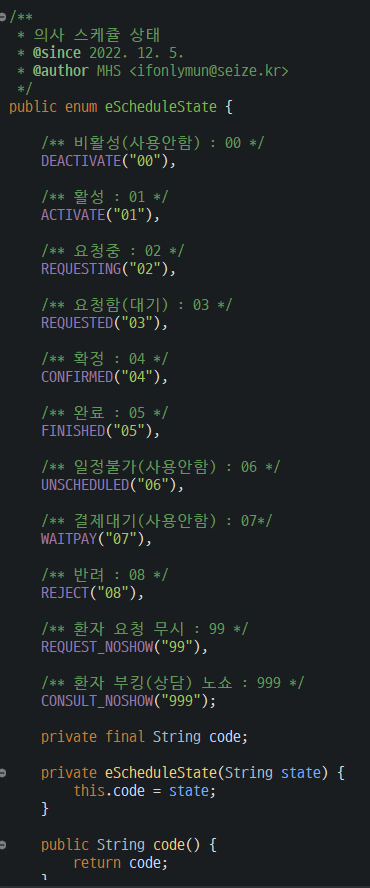 /**
 * 의사 스케쥴 상태
 * @since 2022. 12. 5.
 * @author MHS <ifonlymun@seize.kr>
 */
public enum eScheduleState {
/** 비활성(사용안함) : 00 */
DEACTIVATE("00"),
/** 활성 : 01 */
ACTIVATE("01"),
/** 요청중 : 02 */
REQUESTING("02"),
/** 요청함(대기) : 03 */
REQUESTED("03"),
/** 확정 : 04 */
CONFIRMED("04"),
/** 완료 : 05 */
FINISHED("05"),
/** 일정불가(사용안함) : 06 */
UNSCHEDULED("06"),
/** 결제대기(사용안함) : 07*/
WAITPAY("07"),
/** 반려 : 08 */
REJECT("08"),
/** 환자 요청 무시 : 99 */
REQUEST_NOSHOW("99"),
/** 환자 부킹(상담) 노쇼 : 999 */
CONSULT_NOSHOW("999");
private final String code;
private eScheduleState(String state) {
this.code = state;
}
public String code() {
return code;
}